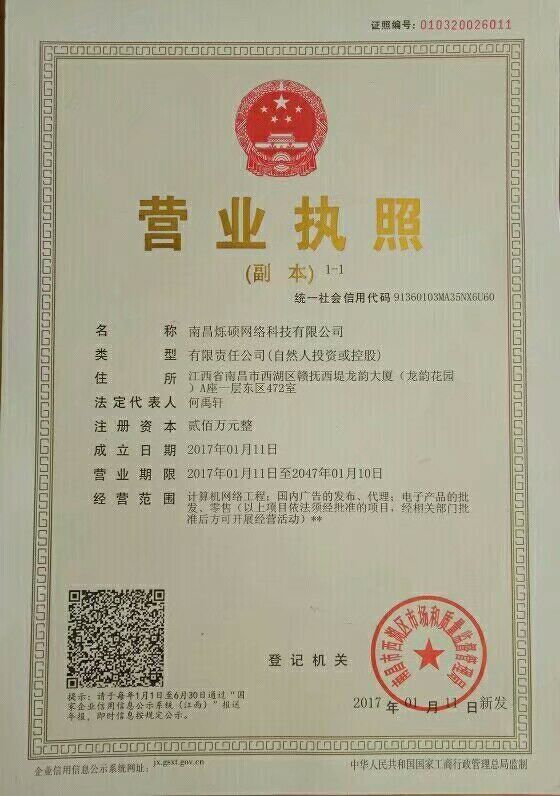 证照编号：010320026011
营业执照
(副 本) 1-1
统一社会信用代码 91360103MA35NX6U60
名 称 南昌烁硕网络科技有限公司
类 型 有限责任公司(自然人投资或控股)
住 所 江西省南昌市西湖区赣抚西堤龙韵大厦（龙韵花园
）A座一层东区472室
法定代表人 何禹轩
注册资本 贰佰万元整
成立日期 2017年01月11日
营业期限 2017年01月11日至2047年01月10日
经营范围 计算机网络工程；国内广告的发布、代理；电子产品的批
发、零售（以上项目依法须经批准的项目，经相关部门批
准后方可开展经营活动）**
登记机关
南昌市西湖区市场和质量监督管理局
2017 年 01 月 11 日 新发
提示：请于每年1月1日至6月30日通过“国
家企业信用信息公示系统（江西）”报送
年报，即时信息按规定公示。
企业信用信息公示系统网址： jx.gsxt.gov.cn
中华人民共和国国家工商行政管理总局监制